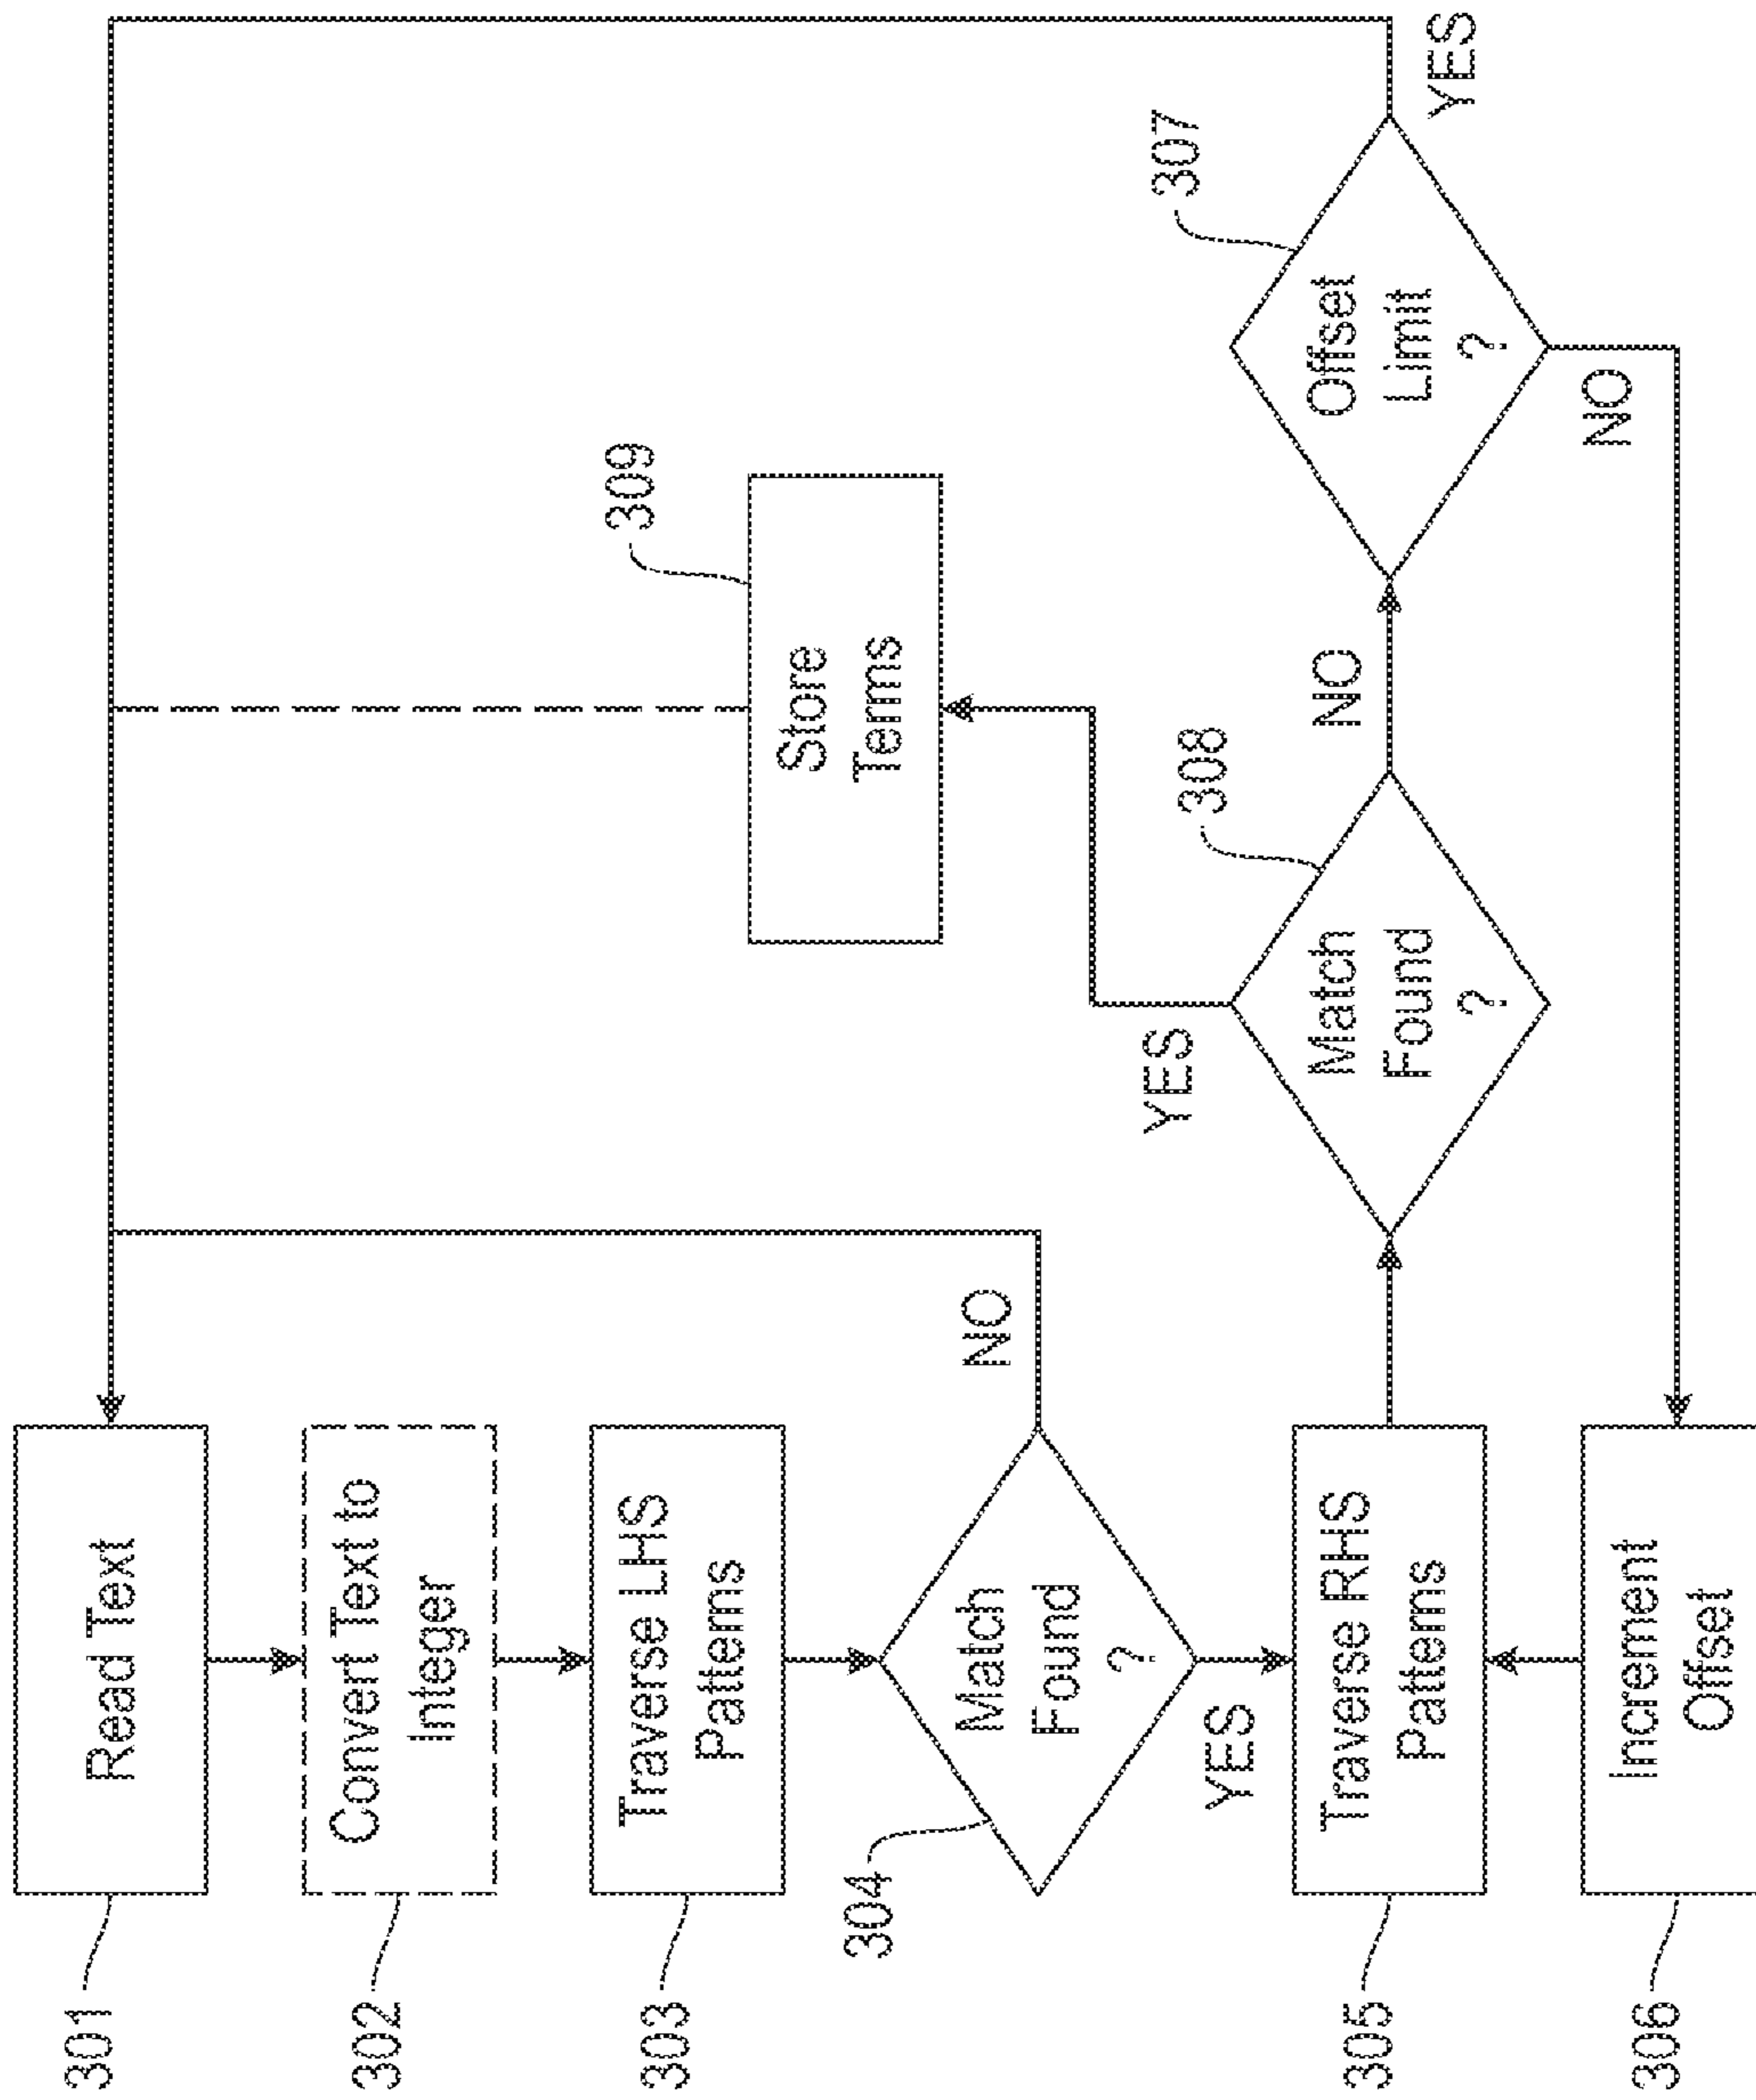 301
Read Text
302
Convert Text to
Integer
303
Traverse LHS
Patterns
304
Match
Found
?
NO
YES
305
Traverse RHS
Patterns
306
Increment
Offset
308
Match
Found
?
YES
NO
309
Store
Terms
307
Offset
Limit
?
YES
NO